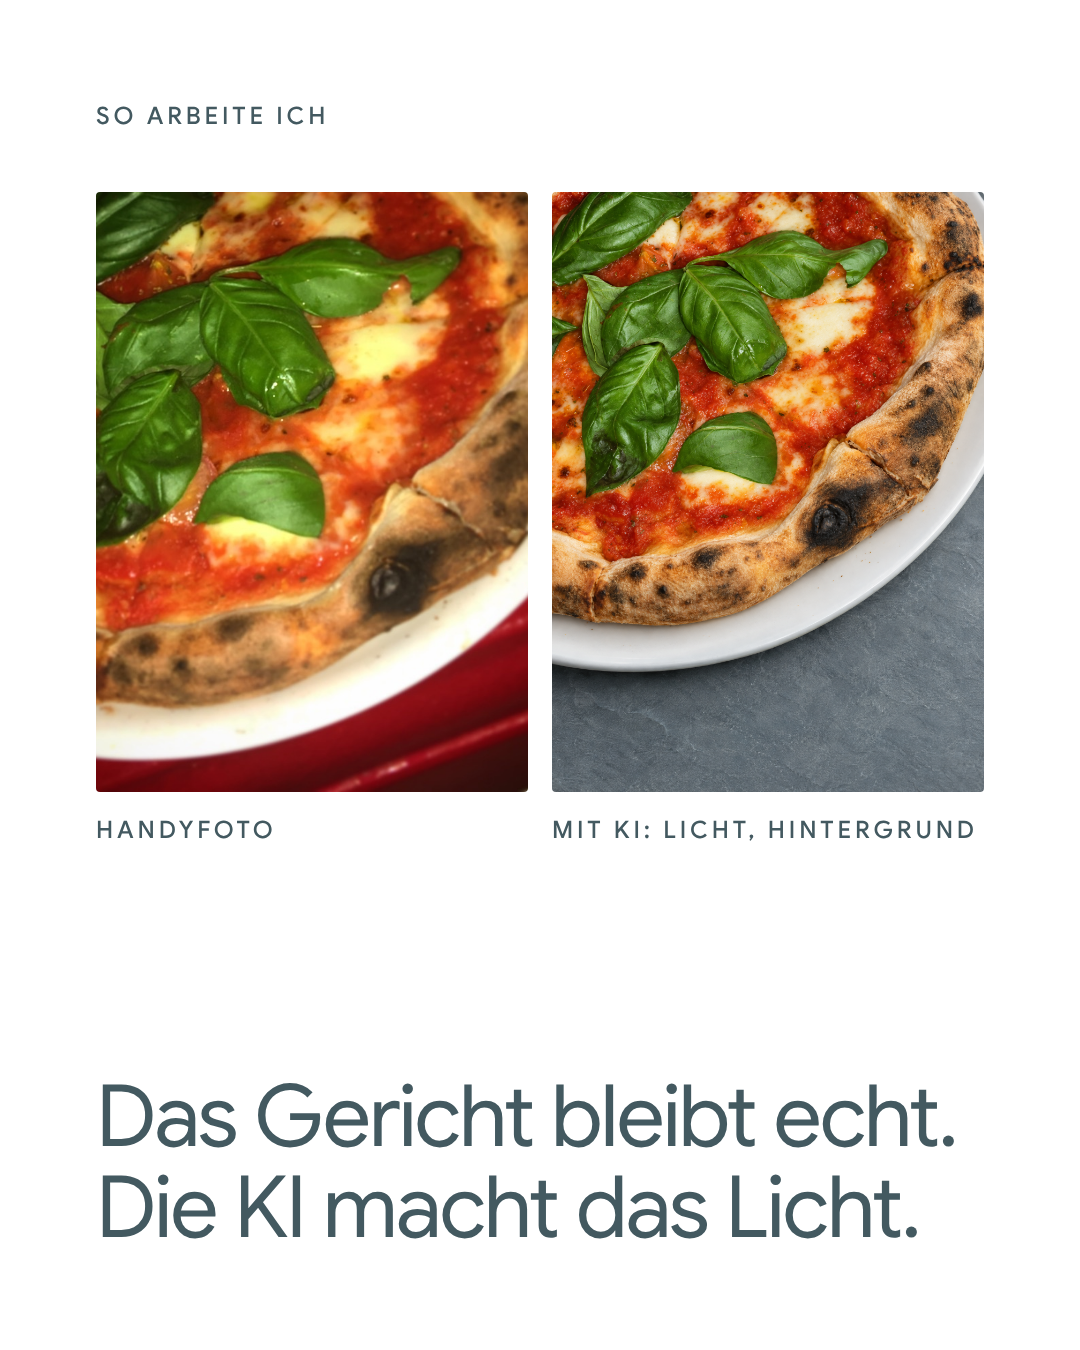 SO ARBEITE ICH
HANDYFOTO
MIT KI: LICHT, HINTERGRUND
Das Gericht bleibt echt.
Die KI macht das Licht.